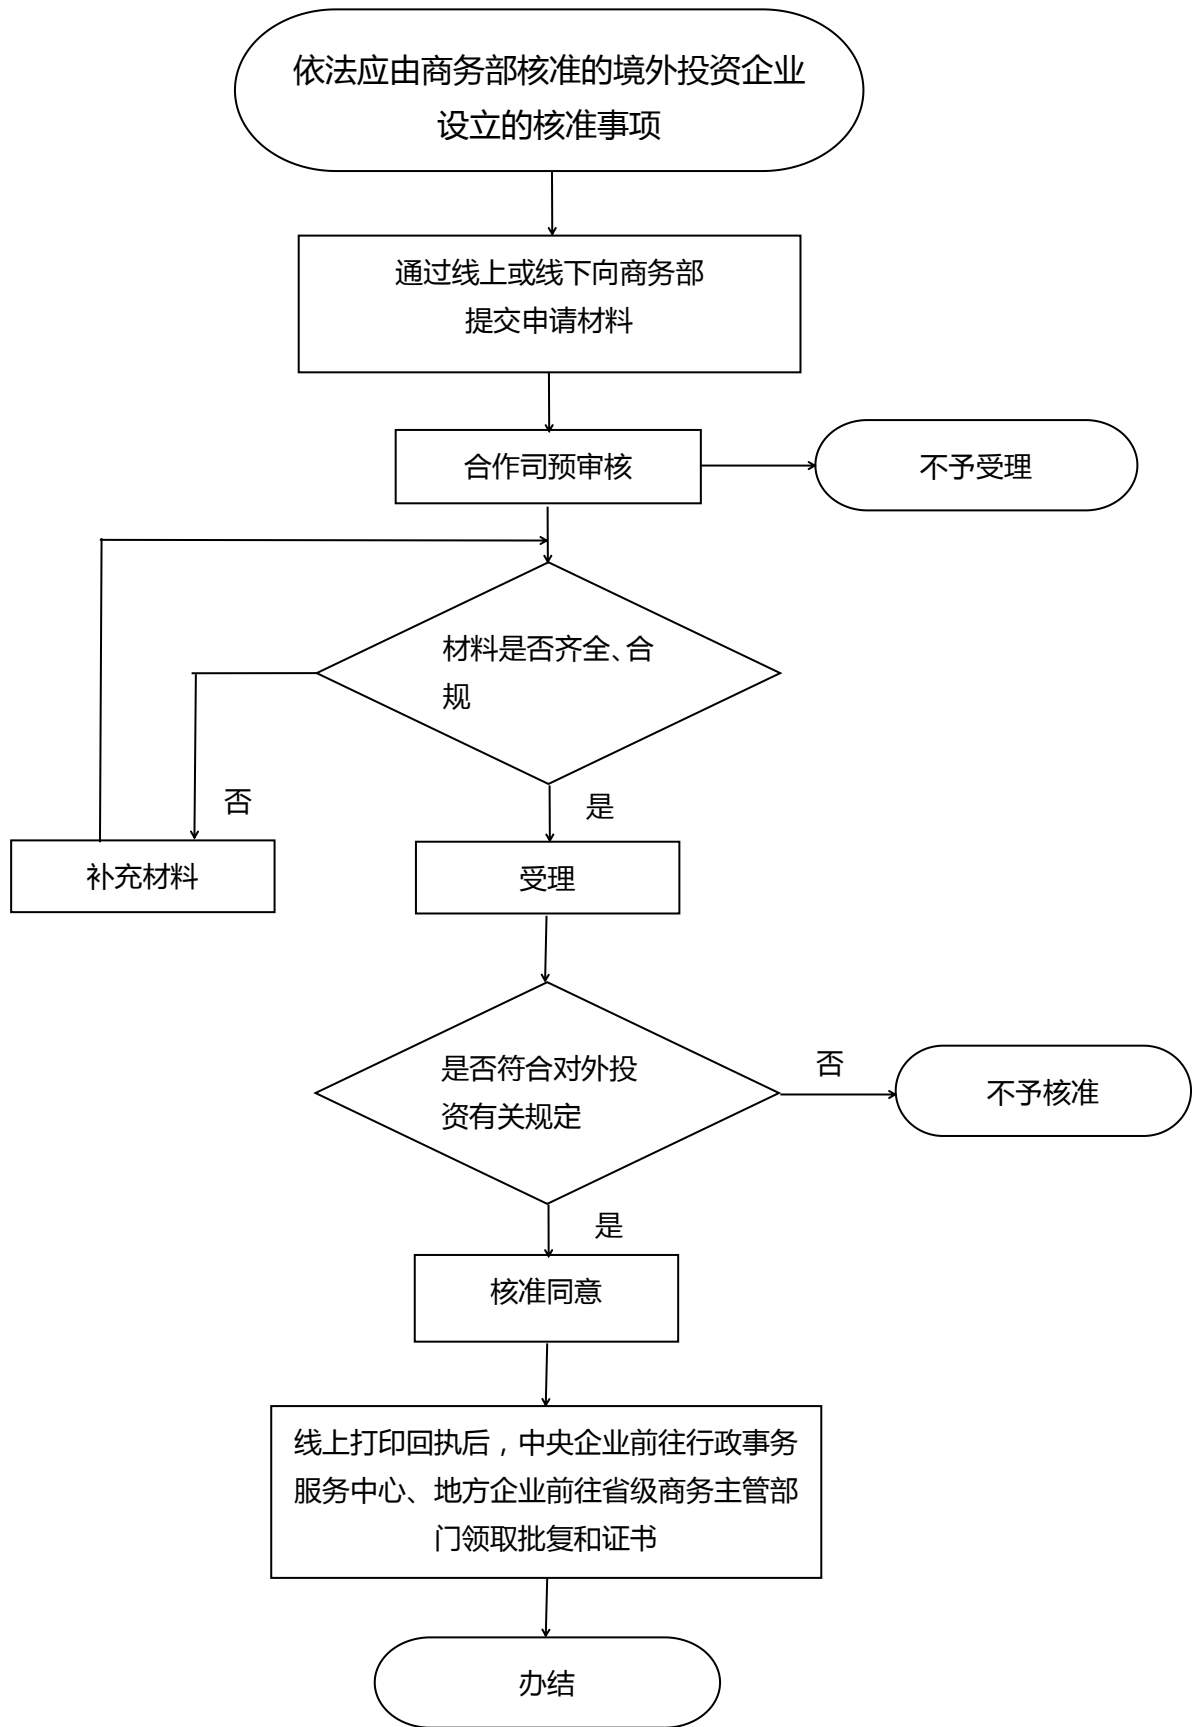 依法应由商务部核准的境外投资企业
设立的核准事项
通过线上或线下向商务部
提交申请材料
合作司预审核
不予受理
材料是否齐全、合
规
否
是
补充材料
受理
是否符合对外投
资有关规定
否
不予核准
是
核准同意
线上打印回执后，中央企业前往行政事务
服务中心、地方企业前往省级商务主管部
门领取批复和证书
办结